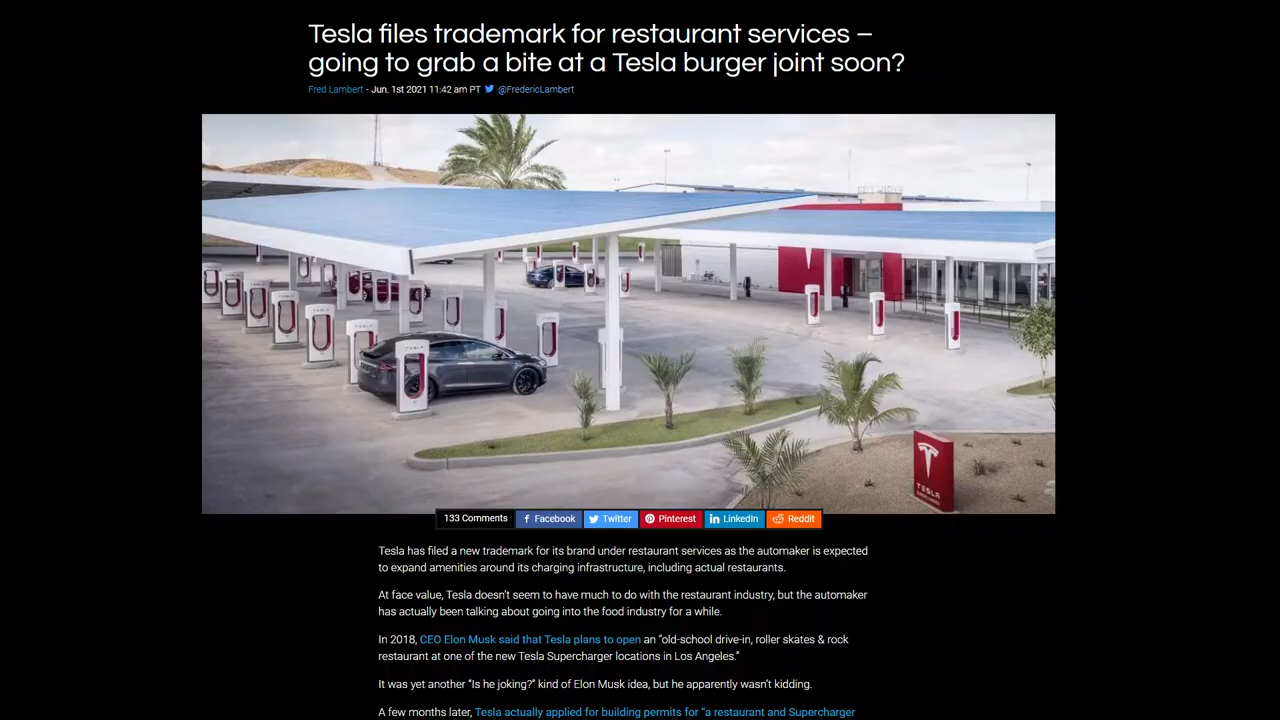 Tesla files trademark for restaurant services –
going to grab a bite at a Tesla burger joint soon?
Fred Lambert - Jun. 1st 2021 11:42 am PT @FredericLambert
TESLA
133 Comments Facebook Twitter Pinterest LinkedIn Reddit
Tesla has filed a new trademark for its brand under restaurant services as the automaker is expected
to expand amenities around its charging infrastructure, including actual restaurants.
At face value, Tesla doesn't seem to have much to do with the restaurant industry, but the automaker
has actually been talking about going into the food industry for a while.
In 2018, CEO Elon Musk said that Tesla plans to open an “old-school drive-in, roller skates & rock
restaurant at one of the new Tesla Supercharger locations in Los Angeles.”
It was yet another “Is he joking?” kind of Elon Musk idea, but he apparently wasn't kidding.
A few months later, Tesla actually applied for building permits for “a restaurant and Supercharger